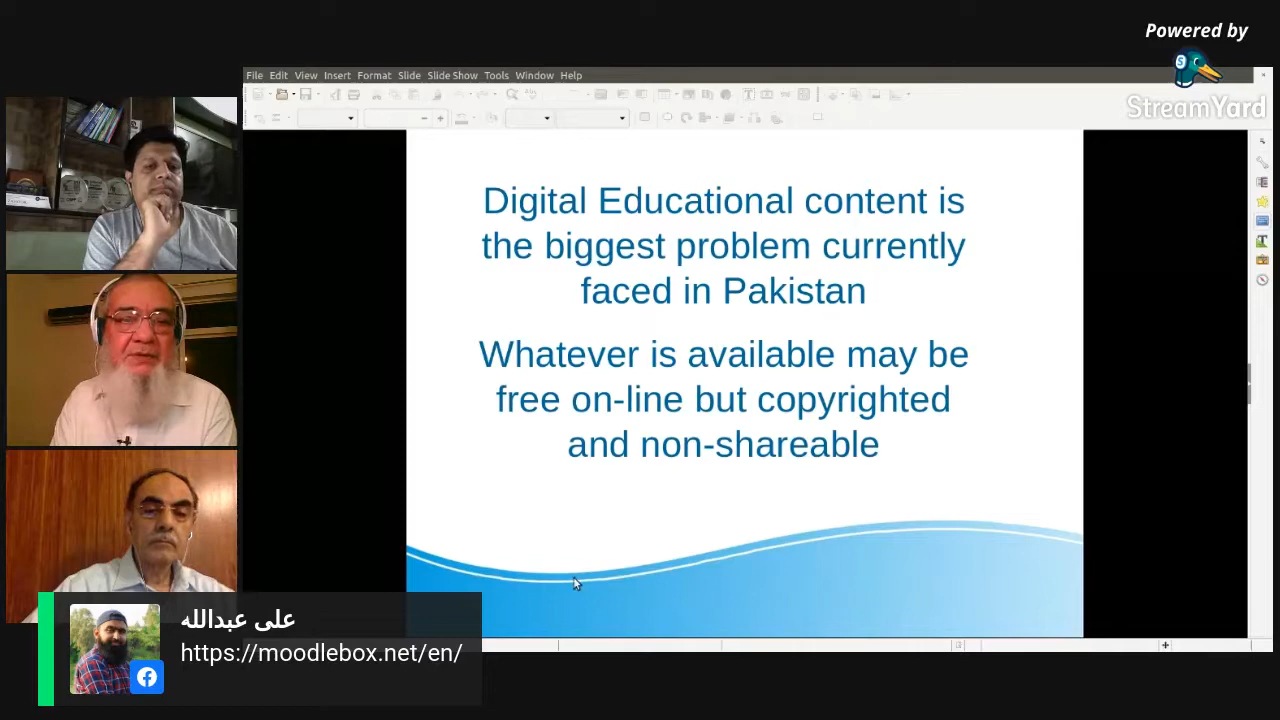 Powered by
StreamYard
File Edit View Insert Format Slide Slide Show Tools Window Help
Digital Educational content is
the biggest problem currently
faced in Pakistan
Whatever is available may be
free on-line but copyrighted
and non-shareable
علی عبدالله
https://moodlebox.net/en/